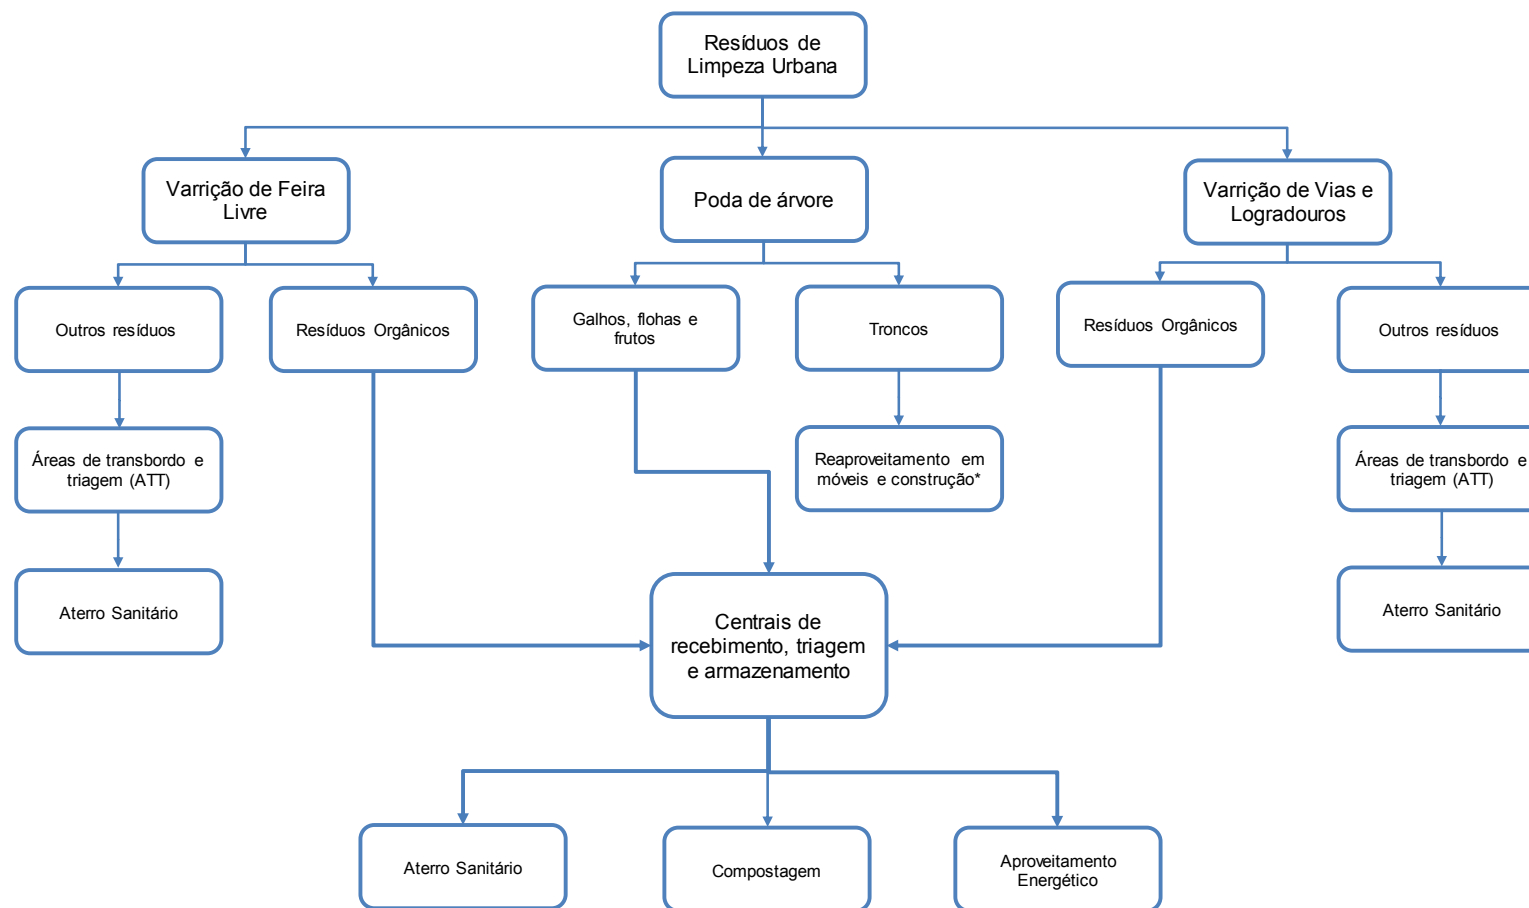 Resíduos de
Limpeza Urbana
Varrição de Feira
Livre
Poda de árvore
Varrição de Vias e
Logradouros
Outros resíduos
Resíduos Orgânicos
Galhos, flohas e
frutos
Troncos
Resíduos Orgânicos
Outros resíduos
Áreas de transbordo e
triagem (ATT)
Reaproveitamento em
móveis e construção*
Áreas de transbordo e
triagem (ATT)
Aterro Sanitário
Centrais de
recebimento, triagem
e armazenamento
Aterro Sanitário
Aterro Sanitário
Compostagem
Aproveitamento
Energético